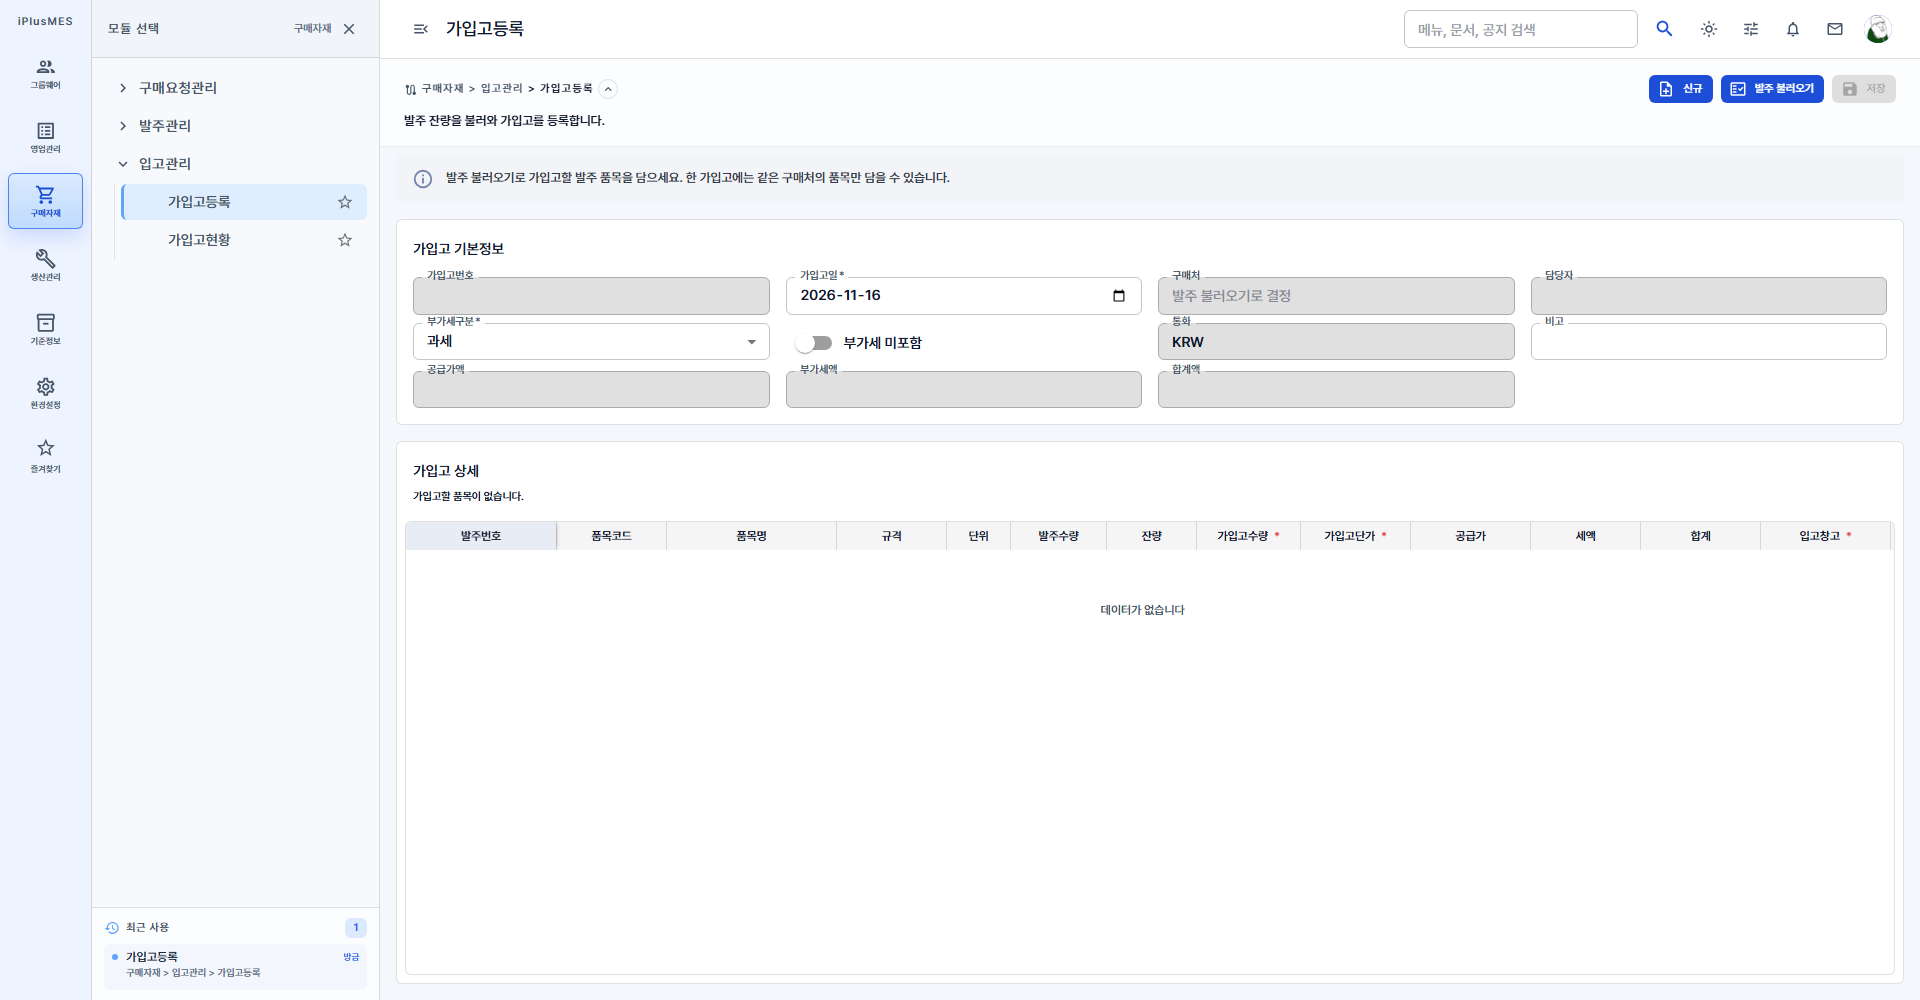 iPlusMES
그룹웨어
영업관리
구매자재
생산관리
기준정보
환경설정
즐겨찾기
모듈 선택
구매자재
구매요청관리
발주관리
입고관리
가입고등록
가입고현황
최근 사용
1
가입고등록
방금
구매자재 > 입고관리 > 가입고등록
가입고등록
메뉴, 문서, 공지 검색
구매자재 > 입고관리 > 가입고등록
발주 잔량을 불러와 가입고를 등록합니다.
신규
발주 불러오기
저장
발주 불러오기로 가입고할 발주 품목을 담으세요. 한 가입고에는 같은 구매처의 품목만 담을 수 있습니다.
가입고 기본정보
가입고번호
가입고일 *
2026-11-16
구매처
발주 불러오기로 결정
담당자
부가세구분 *
과세
부가세 미포함
통화
KRW
비고
공급가액
부가세액
합계액
가입고 상세
가입고할 품목이 없습니다.
발주번호 품목코드 품목명 규격 단위 발주수량 잔량 가입고수량 * 가입고단가 * 공급가 세액 합계 입고창고 *
데이터가 없습니다